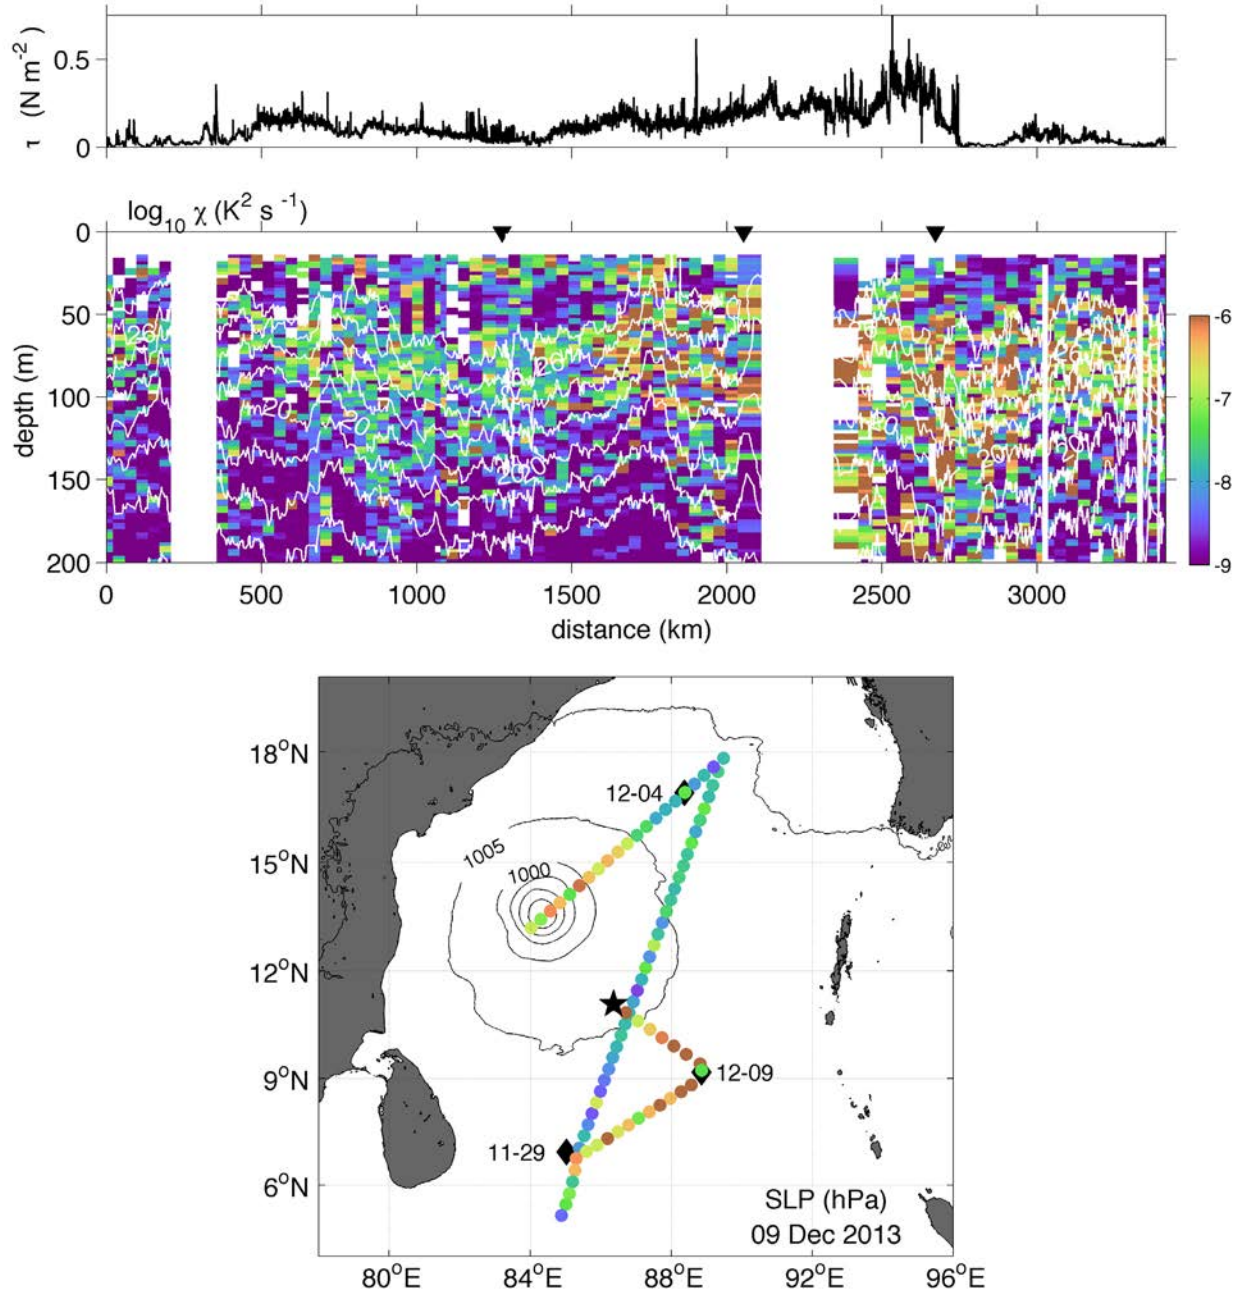 τ (N m⁻²)
0.5
0
log₁₀ χ (K² s ⁻¹)
0
50
100
150
200
depth (m)
26
20
20
26
20
20
20
20
26
20
-6
-7
-8
-9
0 500 1000 1500 2000 2500 3000
distance (km)
18°N
15°N
12°N
9°N
6°N
12-04
1005
1000
12-09
11-29
SLP (hPa)
09 Dec 2013
80°E 84°E 88°E 92°E 96°E